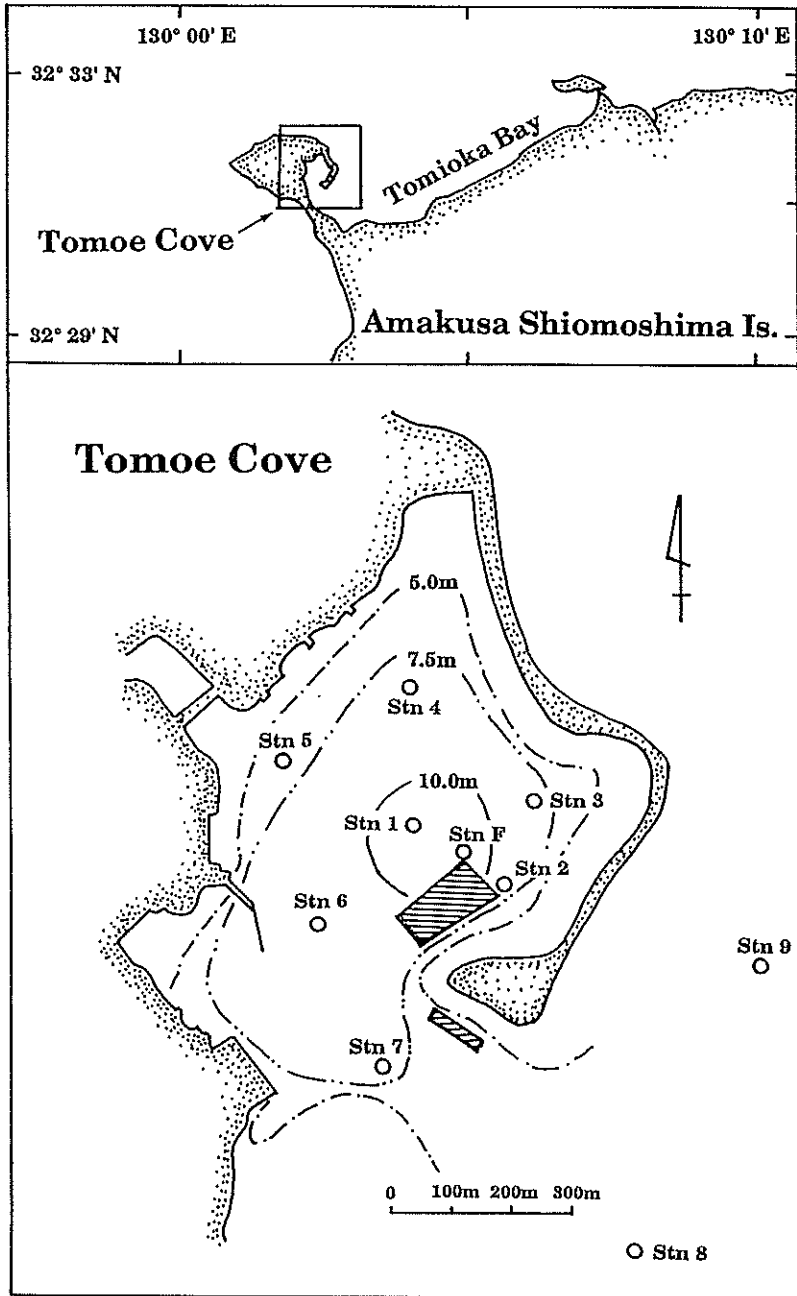 130° 00' E
130° 10' E
32° 33' N
Tomioka Bay
Tomoe Cove
32° 29' N
Amakusa Shiomoshima Is.
Tomoe Cove
5.0m
7.5m
Stn 4
Stn 5
10.0m
Stn 3
Stn 1
Stn F
Stn 2
Stn 6
Stn 9
Stn 7
0 100m 200m 300m
Stn 8